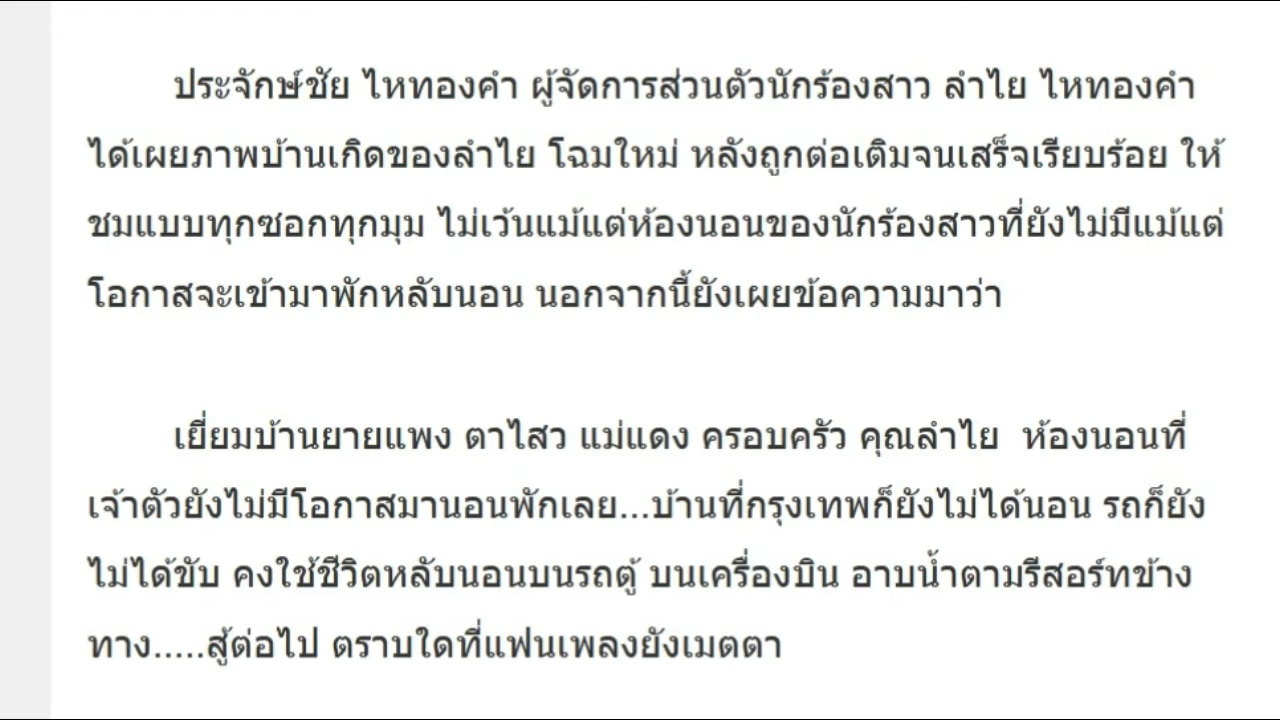 ประจักษ์ชัย ไหทองคำ ผู้จัดการส่วนตัวนักร้องสาว ลำไย ไหทองคำ
ได้เผยภาพบ้านเกิดของลำไย โฉมใหม่ หลังถูกต่อเติมจนเสร็จเรียบร้อย ให้
ชมแบบทุกซอกทุกมุม ไม่เว้นแม้แต่ห้องนอนของนักร้องสาวที่ยังไม่มีแม้แต่
โอกาสจะเข้ามาพักหลับนอน นอกจากนี้ยังเผยข้อความมาว่า
เยี่ยมบ้านยายแพง ตาไสว แม่แดง ครอบครัว คุณลำไย  ห้องนอนที่
เจ้าตัวยังไม่มีโอกาสมานอนพักเลย...บ้านที่กรุงเทพก็ยังไม่ได้นอน รถก็ยัง
ไม่ได้ขับ คงใช้ชีวิตหลับนอนบนรถตู้ บนเครื่องบิน อาบน้ำตามรีสอร์ทข้าง
ทาง.....สู้ต่อไป ตราบใดที่แฟนเพลงยังเมตตา